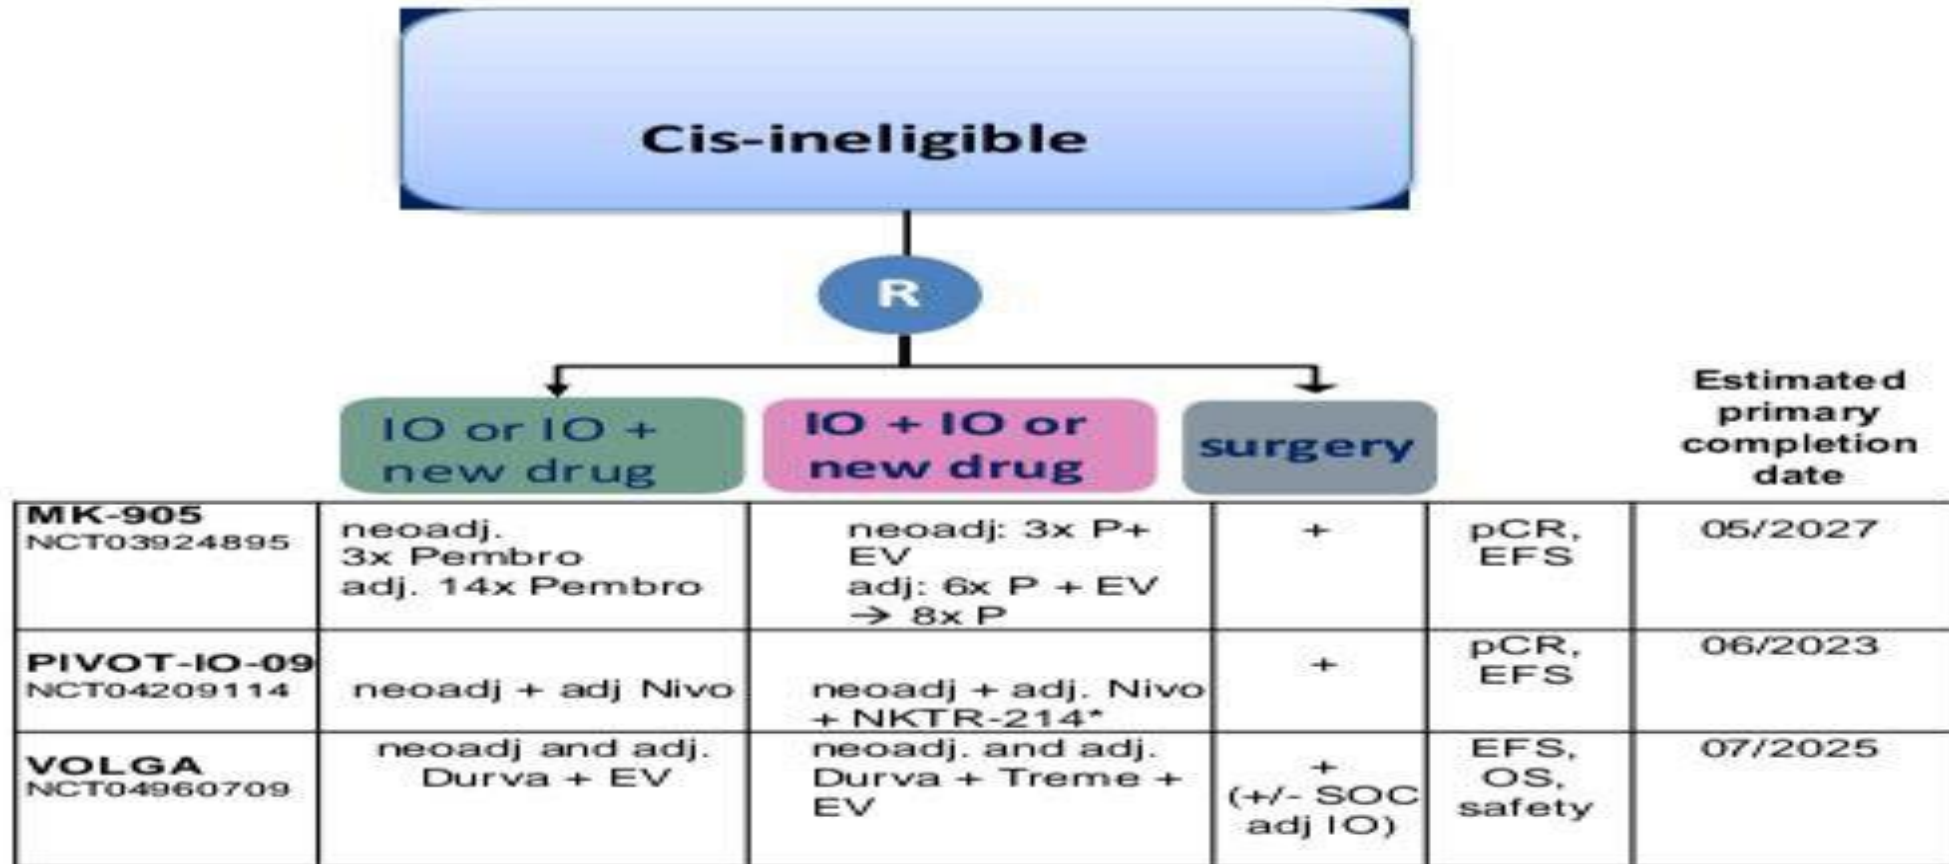 Cis-ineligible
R
IO or IO +
new drug
IO + IO or
new drug
surgery
Estimated
primary
completion
date
MK-905
NCT03924895
neoadj.
3x Pembro
adj. 14x Pembro
neoadj: 3x P+
EV
adj: 6x P + EV
→ 8x P
+
pCR,
EFS
05/2027
PIVOT-IO-09
NCT04209114
neoadj + adj Nivo
neoadj + adj. Nivo
+ NKTR-214*
+
pCR,
EFS
06/2023
VOLGA
NCT04960709
neoadj and adj.
Durva + EV
neoadj. and adj.
Durva + Treme +
EV
+
(+/- SOC
adj IO)
EFS,
OS,
safety
07/2025